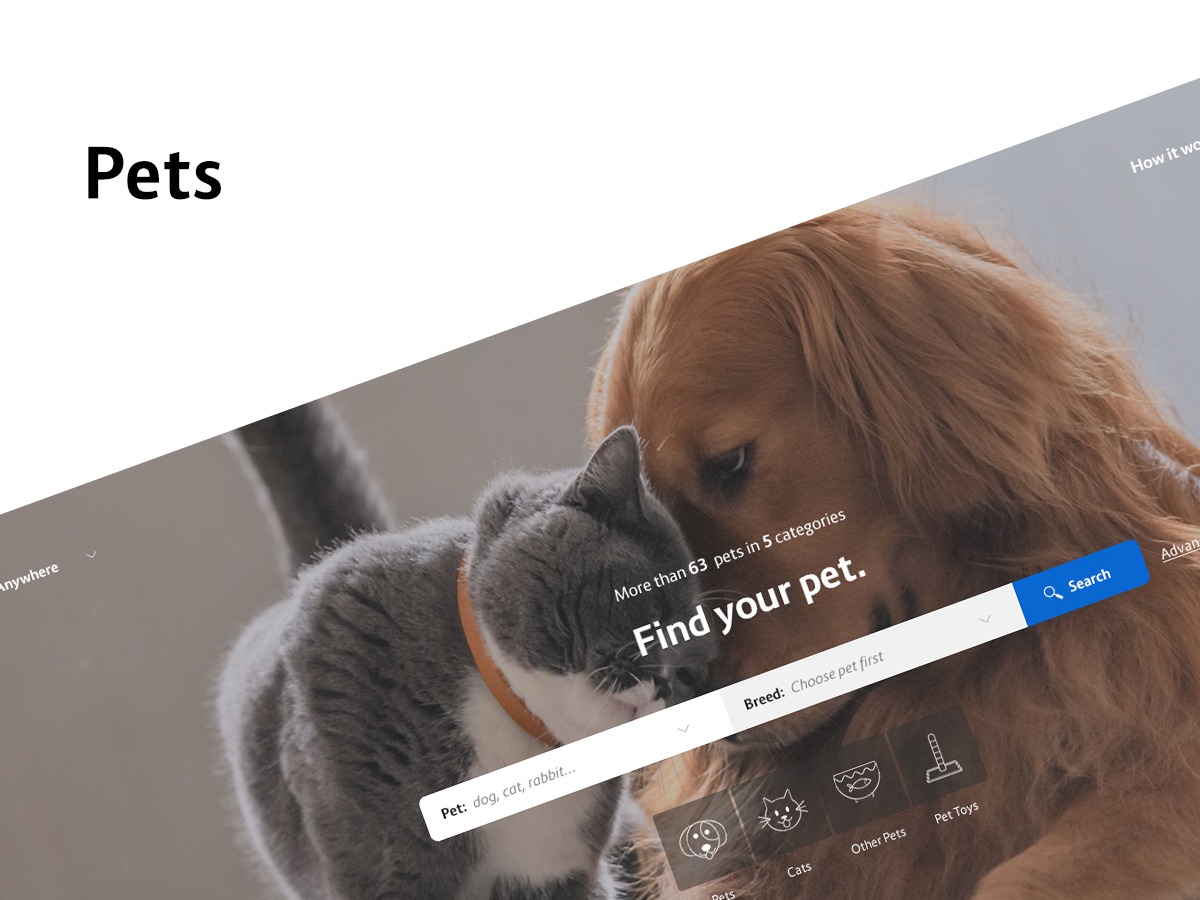 Pets
How it wo
Anywhere
More than 63 pets in 5 categories
Find your pet.
Pet: dog, cat, rabbit...
Breed: Choose pet first
Search
Advan
Pets
Cats
Other Pets
Pet Toys